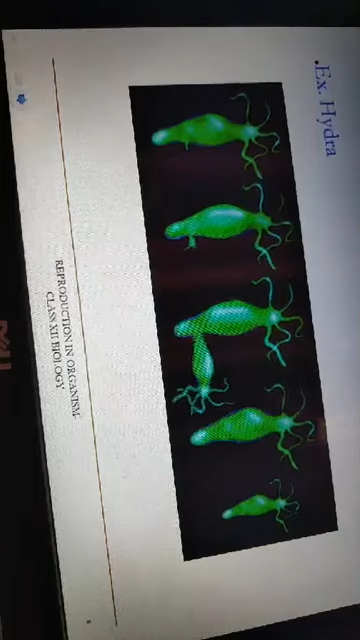 .Ex. Hydra
REPRODUCTION IN ORGANISM-
CLASS XII BIOLOGY